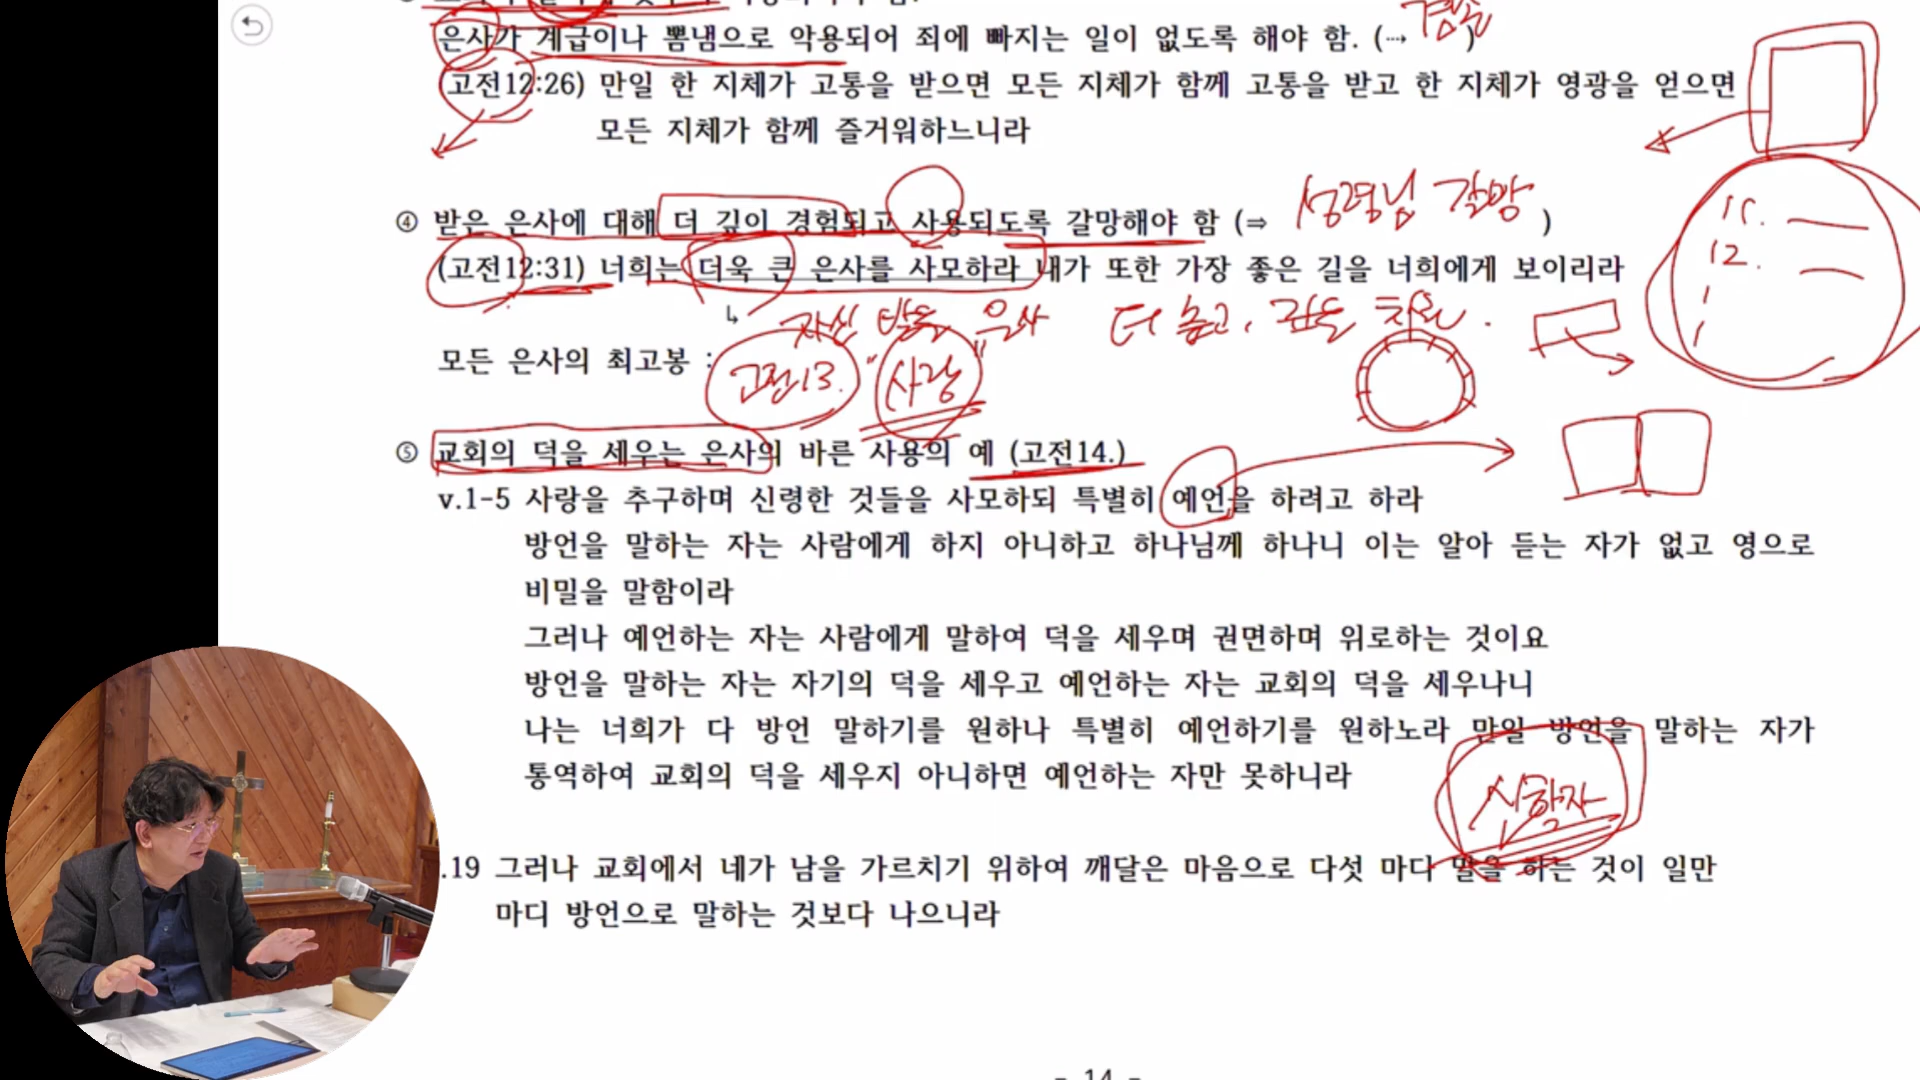 은사가 계급이나 뽐냄으로 악용되어 죄에 빠지는 일이 없도록 해야 함. (⋯→ 겸손 )
(고전12:26) 만일 한 지체가 고통을 받으면 모든 지체가 함께 고통을 받고 한 지체가 영광을 얻으면
모든 지체가 함께 즐거워하느니라
④ 받은 은사에 대해 더 깊이 경험되고 사용되도록 갈망해야 함 (⇒ 성령님 갈망 )
(고전12:31) 너희는 더욱 큰 은사를 사모하라 내가 또한 가장 좋은 길을 너희에게 보이리라
↳ 자신 받은 은사 더 높고, 깊은 차원.
모든 은사의 최고봉 : 고전13. "사랑"
11.
12.
⑤ 교회의 덕을 세우는 은사의 바른 사용의 예 (고전14.)
v.1-5 사랑을 추구하며 신령한 것들을 사모하되 특별히 예언을 하려고 하라
방언을 말하는 자는 사람에게 하지 아니하고 하나님께 하나니 이는 알아 듣는 자가 없고 영으로
비밀을 말함이라
그러나 예언하는 자는 사람에게 말하여 덕을 세우며 권면하며 위로하는 것이요
방언을 말하는 자는 자기의 덕을 세우고 예언하는 자는 교회의 덕을 세우나니
나는 너희가 다 방언 말하기를 원하나 특별히 예언하기를 원하노라 만일 방언을 말하는 자가
통역하여 교회의 덕을 세우지 아니하면 예언하는 자만 못하니라
신학자
.19 그러나 교회에서 네가 남을 가르치기 위하여 깨달은 마음으로 다섯 마디 말을 하는 것이 일만
마디 방언으로 말하는 것보다 나으니라
- 14 -